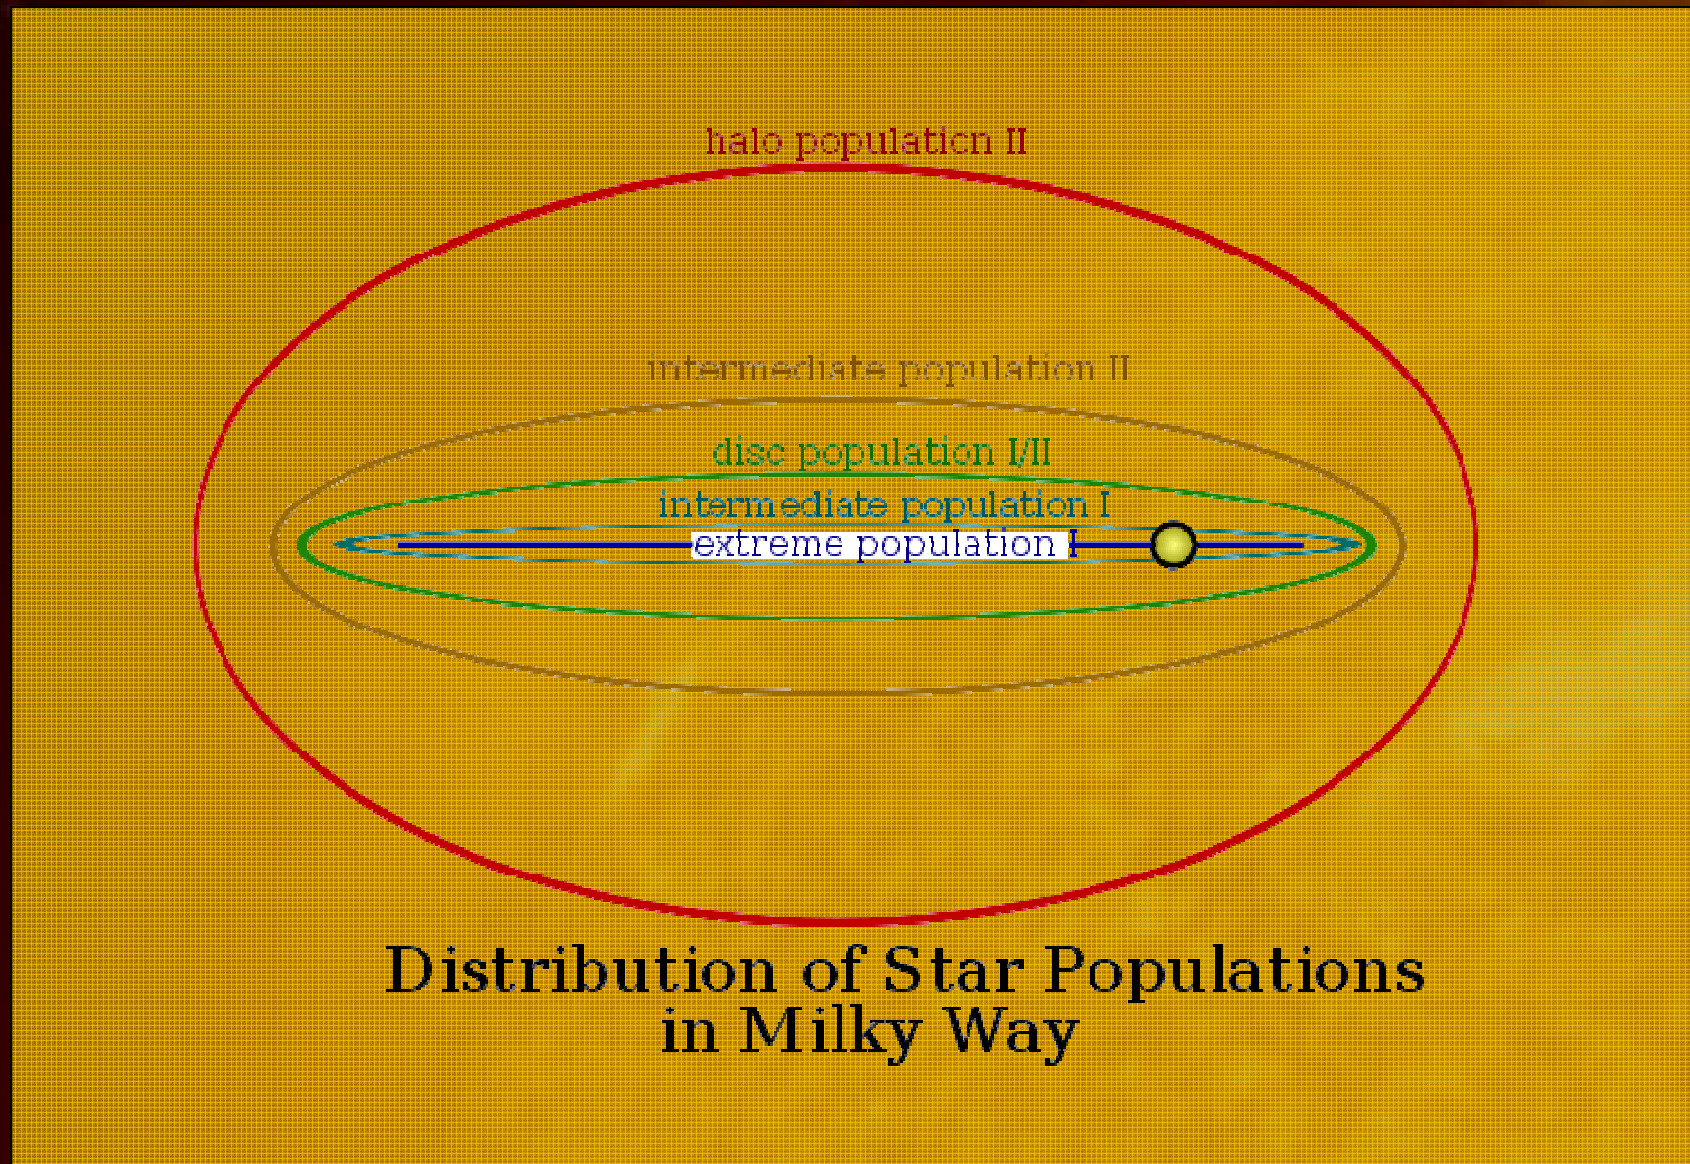 halo population II
intermediate population II
disc population I/II
intermediate population I
extreme population I
Distribution of Star Populations
in Milky Way